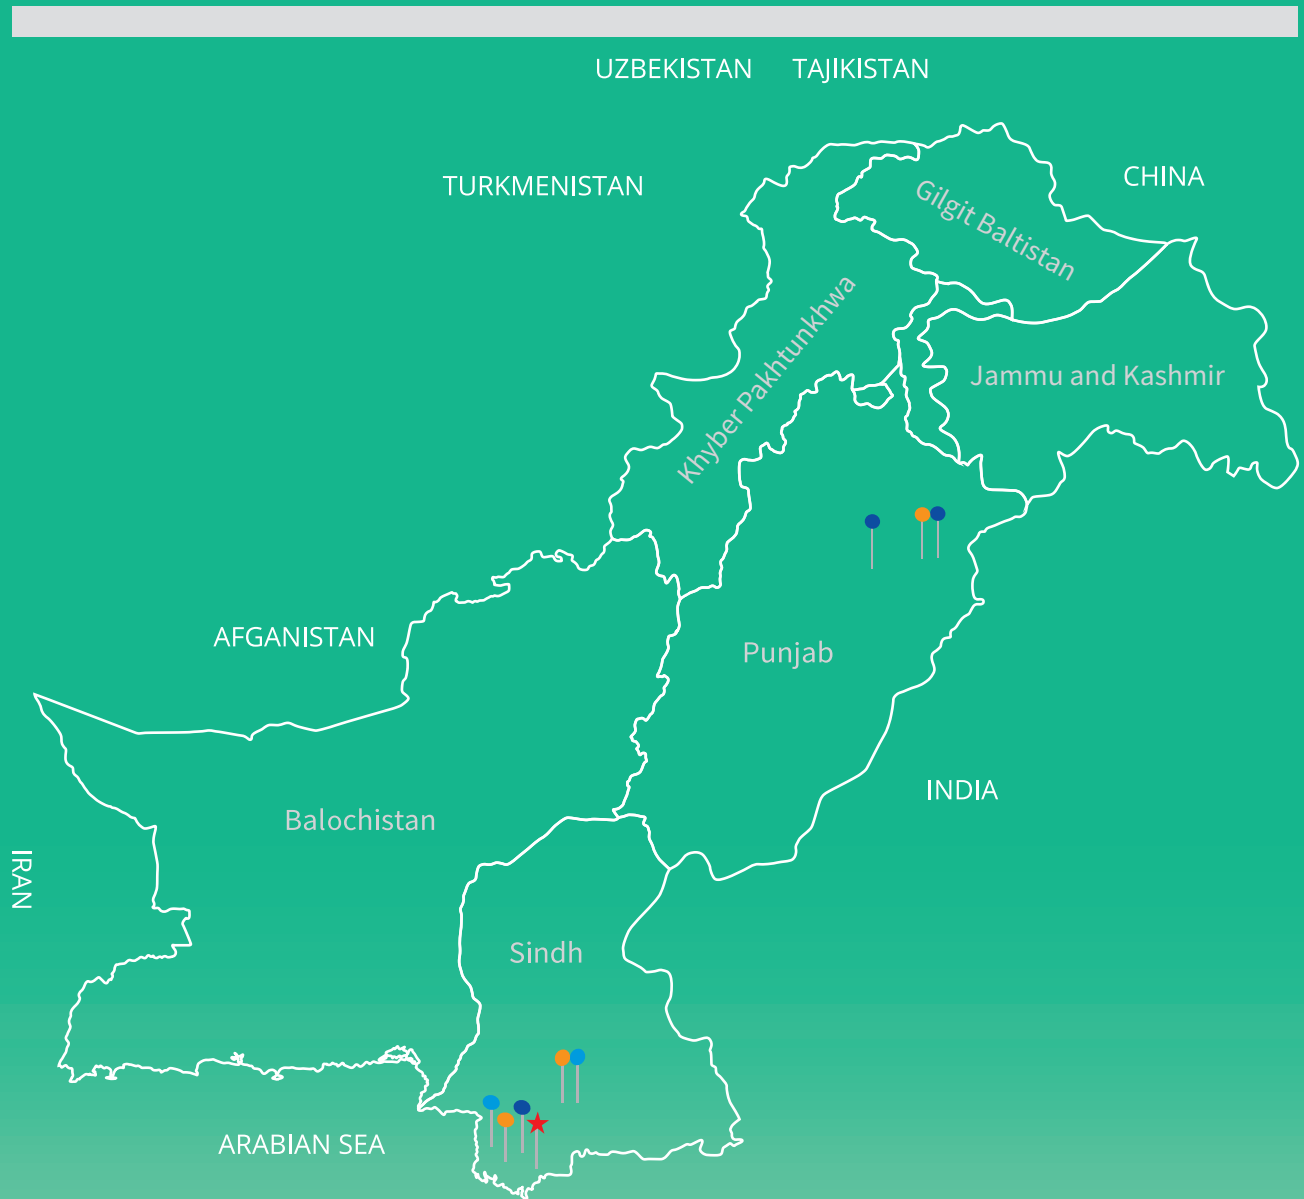 UZBEKISTAN TAJIKISTAN
CHINA
TURKMENISTAN
Gilgit Baltistan
Khyber Pakhtunkhwa
Jammu and Kashmir
AFGANISTAN
Punjab
INDIA
Balochistan
IRAN
Sindh
ARABIAN SEA